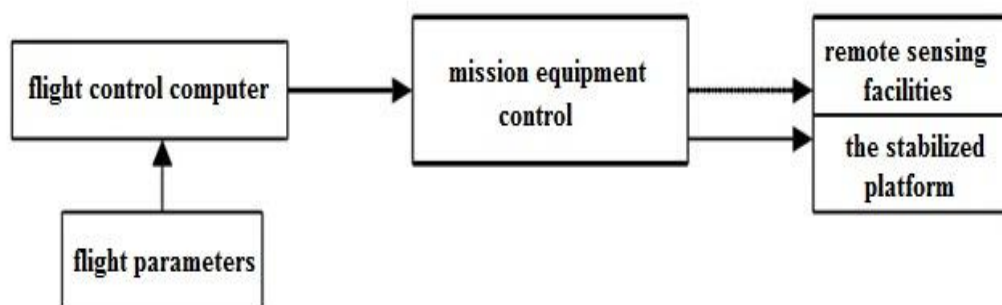 flight control computer
mission equipment
control
remote sensing
facilities
the stabilized
platform
flight parameters